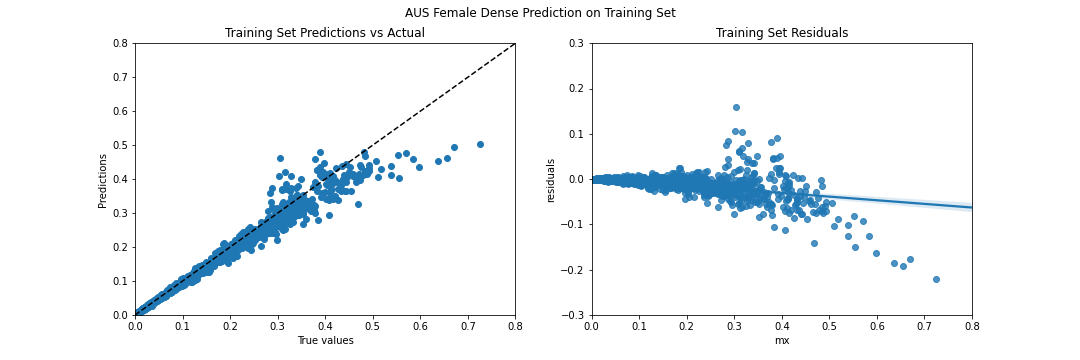 AUS Female Dense Prediction on Training Set
Training Set Predictions vs Actual
Predictions
0.8
0.7
0.6
0.5
0.4
0.3
0.2
0.1
0.0
0.0 0.1 0.2 0.3 0.4 0.5 0.6 0.7 0.8
True values
Training Set Residuals
residuals
0.3
0.2
0.1
0.0
−0.1
−0.2
−0.3
0.0 0.1 0.2 0.3 0.4 0.5 0.6 0.7 0.8
mx